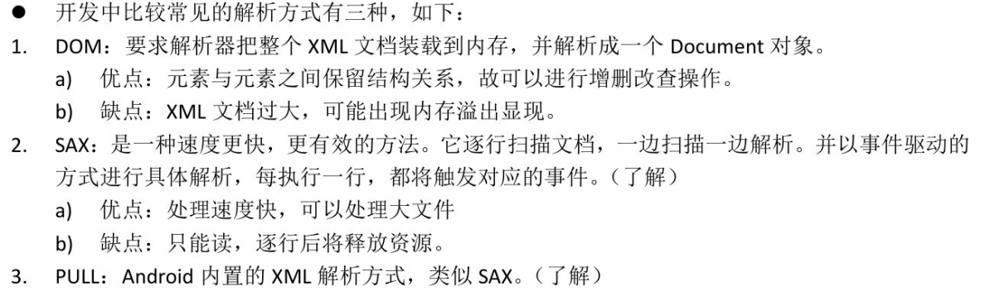 ● 开发中比较常见的解析方式有三种，如下：
1. DOM：要求解析器把整个 XML 文档装载到内存，并解析成一个 Document 对象。
a) 优点：元素与元素之间保留结构关系，故可以进行增删改查操作。
b) 缺点：XML 文档过大，可能出现内存溢出显现。
2. SAX：是一种速度更快，更有效的方法。它逐行扫描文档，一边扫描一边解析。并以事件驱动的
方式进行具体解析，每执行一行，都将触发对应的事件。（了解）
a) 优点：处理速度快，可以处理大文件
b) 缺点：只能读，逐行后将释放资源。
3. PULL：Android 内置的 XML 解析方式，类似 SAX。（了解）